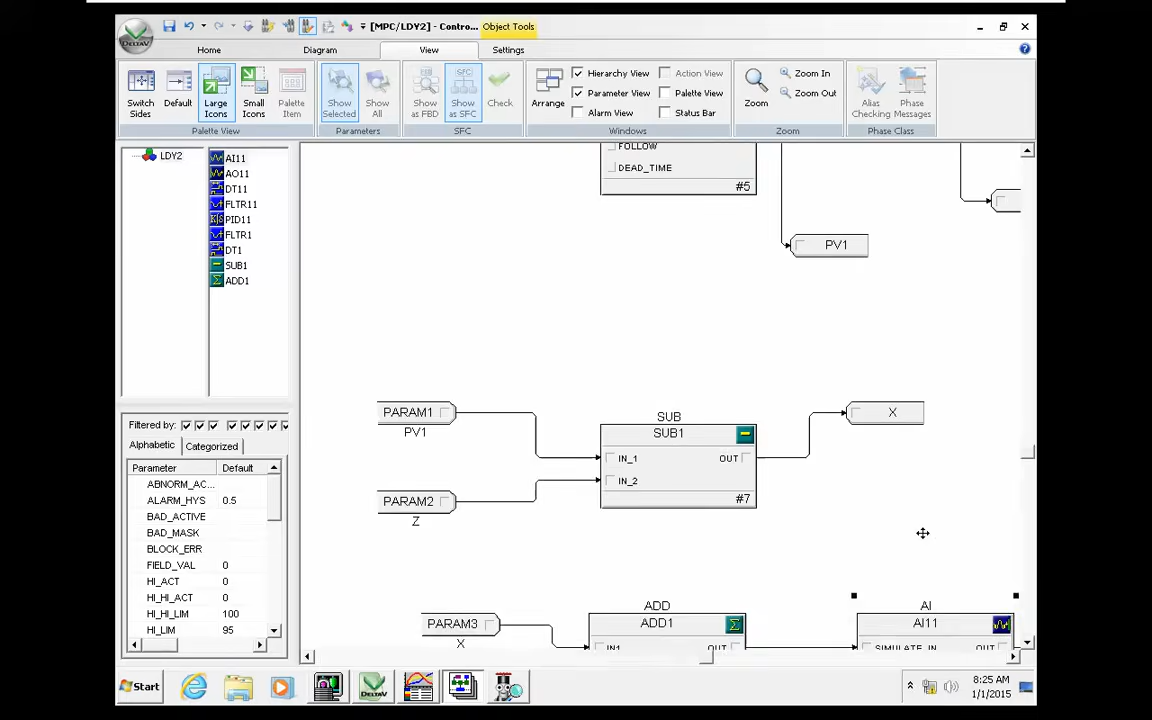 [MPC/LDY2] - Contro...
Object Tools
DELTAV
Home
Diagram
View
Settings
Switch Sides
Default
Large Icons
Small Icons
Palette Item
Palette View
Show Selected
Show All
Parameters
Show as FBD
Show as SFC
Check
SFC
Arrange
Hierarchy View
Parameter View
Alarm View
Action View
Palette View
Status Bar
Windows
Zoom
Zoom In
Zoom Out
Zoom
Alias Checking
Phase Messages
Phase Class
LDY2
AI11
AO11
DT11
FLTR11
PID11
FLTR1
DT1
SUB1
ADD1
Filtered by:
Alphabetic
Categorized
Parameter Default
ABNORM_AC...
ALARM_HYS 0.5
BAD_ACTIVE
BAD_MASK
BLOCK_ERR
FIELD_VAL 0
HI_ACT 0
HI_HI_ACT 0
HI_HI_LIM 100
HI_LIM 95
FOLLOW
DEAD_TIME
#5
PV1
PARAM1
PV1
PARAM2
Z
SUB
SUB1
IN_1 OUT
IN_2
#7
X
PARAM3
X
ADD
ADD1
IN1 OUT
AI
AI11
SIMULATE_IN OUT
Start
8:25 AM
1/1/2015